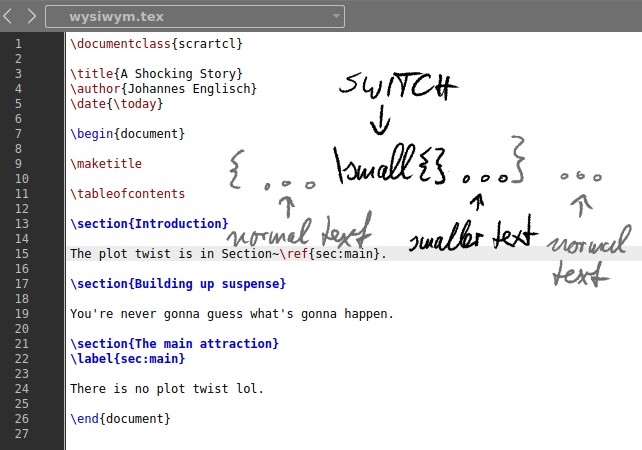 wysiwym.tex
1 \documentclass{scrartcl}
2
3 \title{A Shocking Story}
4 \author{Johannes Englisch}
5 \date{\today}
6
7 \begin{document}
8
9 \maketitle
10
11 \tableofcontents
12
13 \section{Introduction}
14
15 The plot twist is in Section~\ref{sec:main}.
16
17 \section{Building up suspense}
18
19 You're never gonna guess what's gonna happen.
20
21 \section{The main attraction}
22 \label{sec:main}
23
24 There is no plot twist lol.
25
26 \end{document}
27
SWITCH
{ ... \small{} ... } ...
normal text
smaller text
normal
text